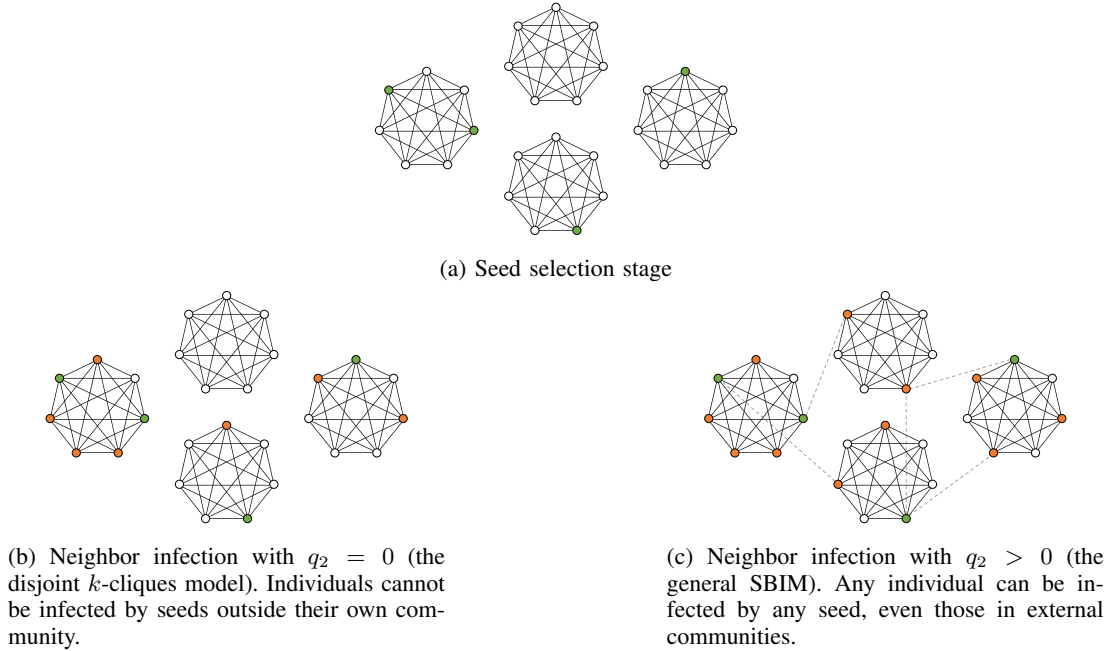 (a) Seed selection stage
(b) Neighbor infection with q₂ = 0 (the
disjoint k-cliques model). Individuals cannot
be infected by seeds outside their own com-
munity.
(c) Neighbor infection with q₂ > 0 (the
general SBIM). Any individual can be in-
fected by any seed, even those in external
communities.